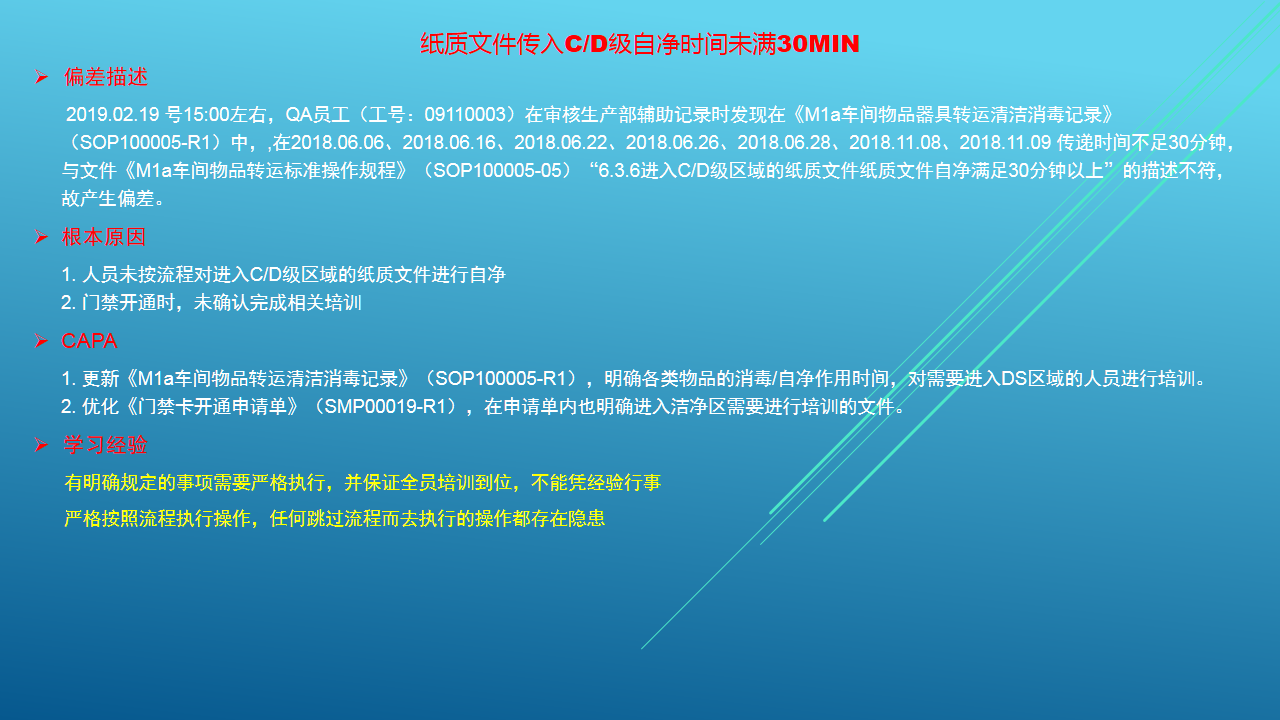 纸质文件传入C/D级自净时间未满30MIN
偏差描述
2019.02.19 号15:00左右，QA员工（工号：09110003）在审核生产部辅助记录时发现在《M1a车间物品器具转运清洁消毒记录》
（SOP100005-R1）中，,在2018.06.06、2018.06.16、2018.06.22、2018.06.26、2018.06.28、2018.11.08、2018.11.09 传递时间不足30分钟，
与文件《M1a车间物品转运标准操作规程》（SOP100005-05）“6.3.6进入C/D级区域的纸质文件纸质文件自净满足30分钟以上”的描述不符，
故产生偏差。
根本原因
1. 人员未按流程对进入C/D级区域的纸质文件进行自净
2. 门禁开通时，未确认完成相关培训
CAPA
1. 更新《M1a车间物品转运清洁消毒记录》（SOP100005-R1），明确各类物品的消毒/自净作用时间，对需要进入DS区域的人员进行培训。
2. 优化《门禁卡开通申请单》（SMP00019-R1），在申请单内也明确进入洁净区需要进行培训的文件。
学习经验
有明确规定的事项需要严格执行，并保证全员培训到位，不能凭经验行事
严格按照流程执行操作，任何跳过流程而去执行的操作都存在隐患